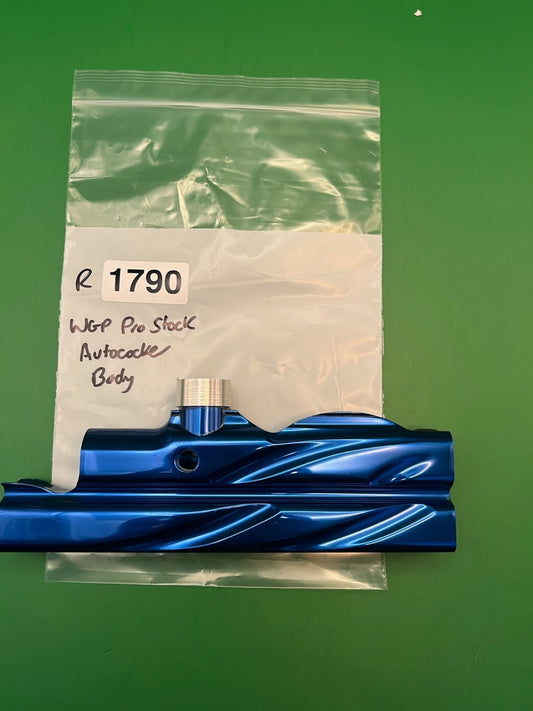 R 1790
WGP Pro Stock
Autococker
Body